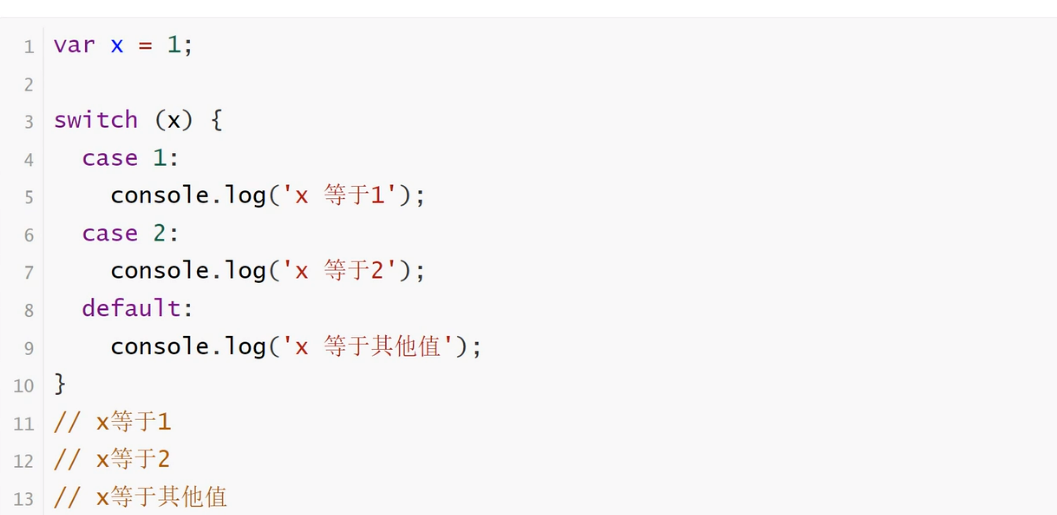 1 var x = 1;
2
3 switch (x) {
4   case 1:
5     console.log('x 等于1');
6   case 2:
7     console.log('x 等于2');
8   default:
9     console.log('x 等于其他值');
10 }
11 // x等于1
12 // x等于2
13 // x等于其他值